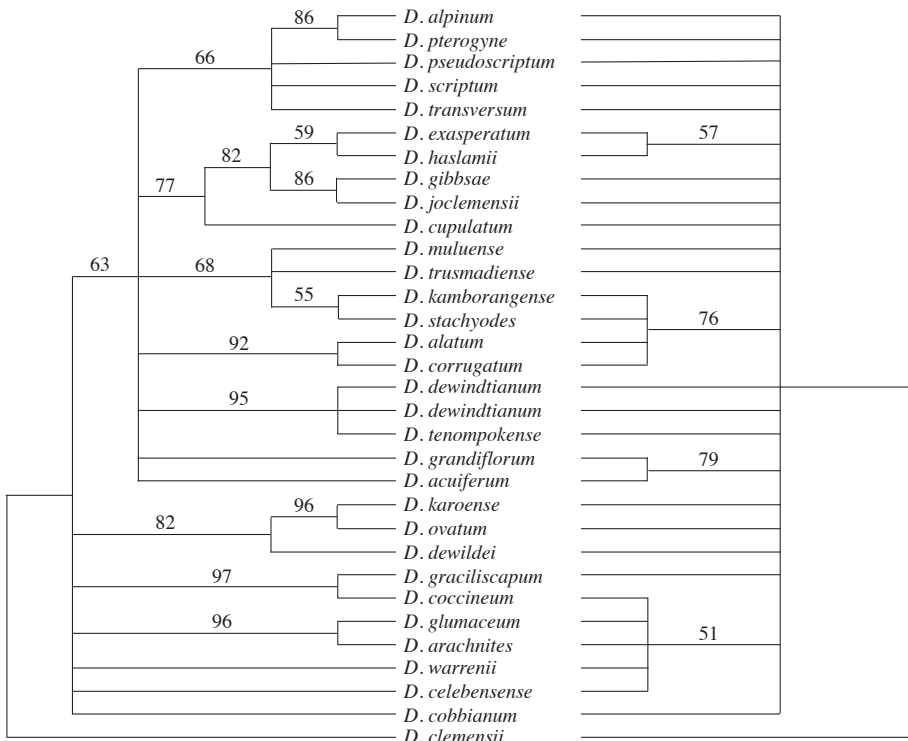 86 D. alpinum
D. pterogyne
66 D. pseudoscriptum
D. scriptum
D. transversum
59 D. exasperatum 57
82 D. haslamii
86 D. gibbsae
77 D. joclemensii
D. cupulatum
D. muluense
63 68 D. trusmadiense
55 D. kamborangense
D. stachyodes 76
92 D. alatum
D. corrugatum
D. dewindtianum
95 D. dewindtianum
D. tenompokense
D. grandiflorum 79
D. acuiferum
96 D. karoense
82 D. ovatum
D. dewildei
97 D. graciliscapum
D. coccineum
96 D. glumaceum
D. arachnites 51
D. warrenii
D. celebensense
D. cobbianum
D. clemensii